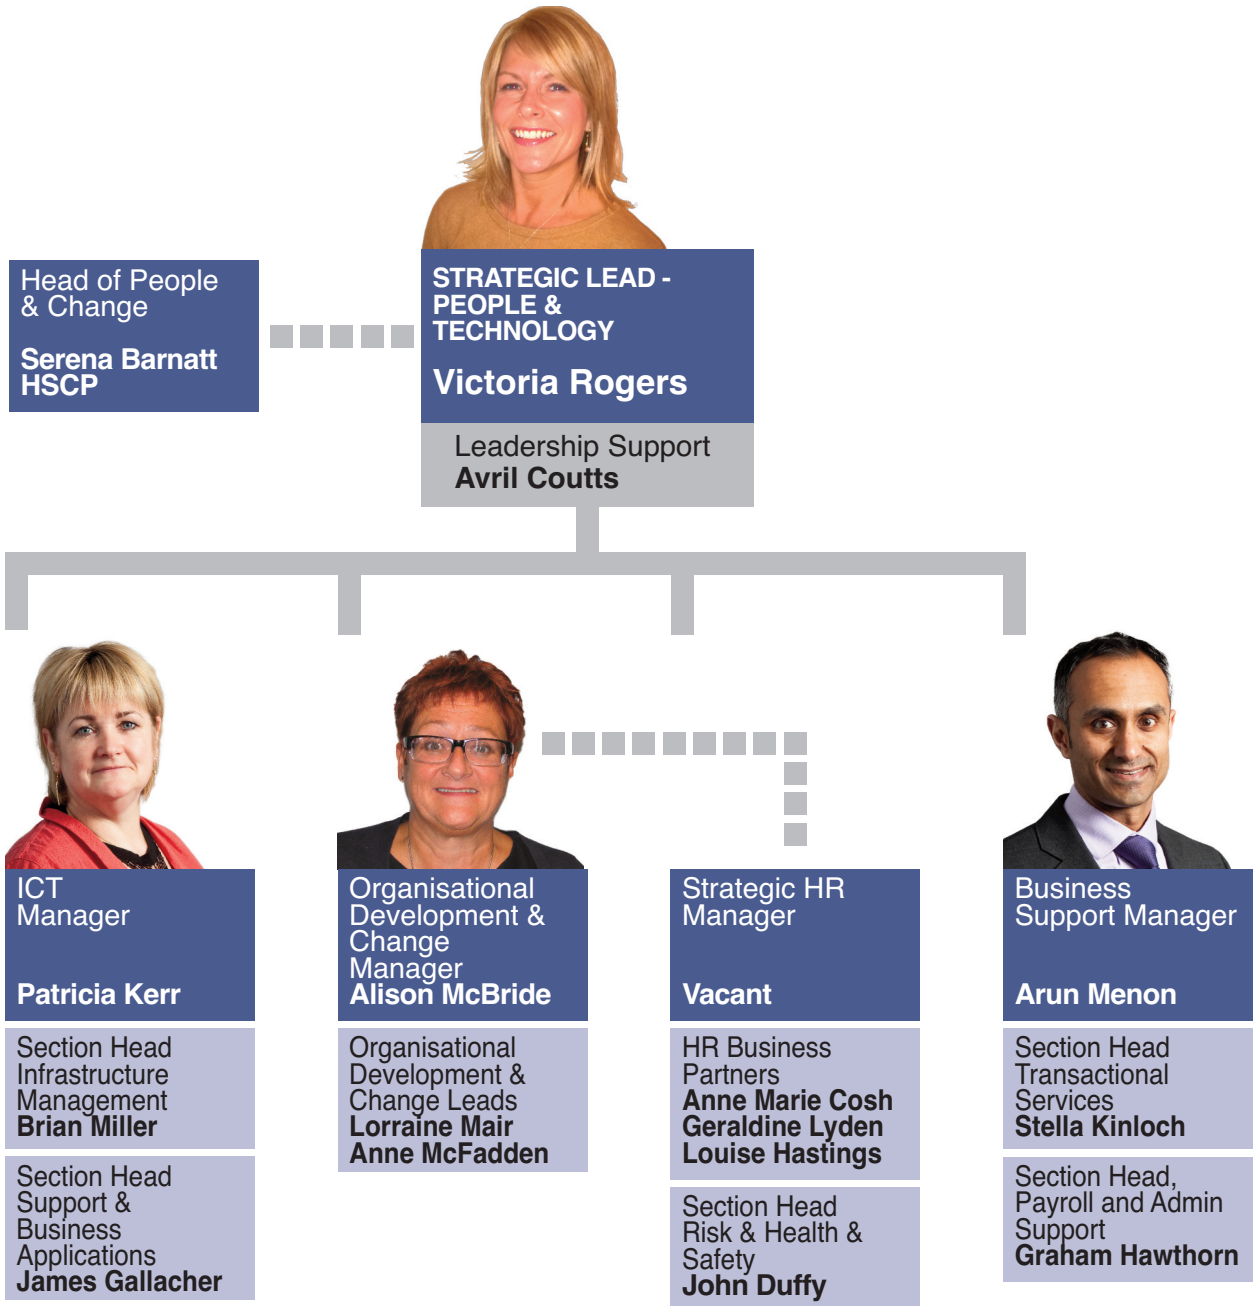 Head of People
& Change
Serena Barnatt
HSCP
STRATEGIC LEAD -
PEOPLE &
TECHNOLOGY
Victoria Rogers
Leadership Support
Avril Coutts
ICT
Manager
Patricia Kerr
Section Head
Infrastructure
Management
Brian Miller
Section Head
Support &
Business
Applications
James Gallacher
Organisational
Development &
Change
Manager
Alison McBride
Organisational
Development &
Change Leads
Lorraine Mair
Anne McFadden
Strategic HR
Manager
Vacant
HR Business
Partners
Anne Marie Cosh
Geraldine Lyden
Louise Hastings
Section Head
Risk & Health &
Safety
John Duffy
Business
Support Manager
Arun Menon
Section Head
Transactional
Services
Stella Kinloch
Section Head,
Payroll and Admin
Support
Graham Hawthorn